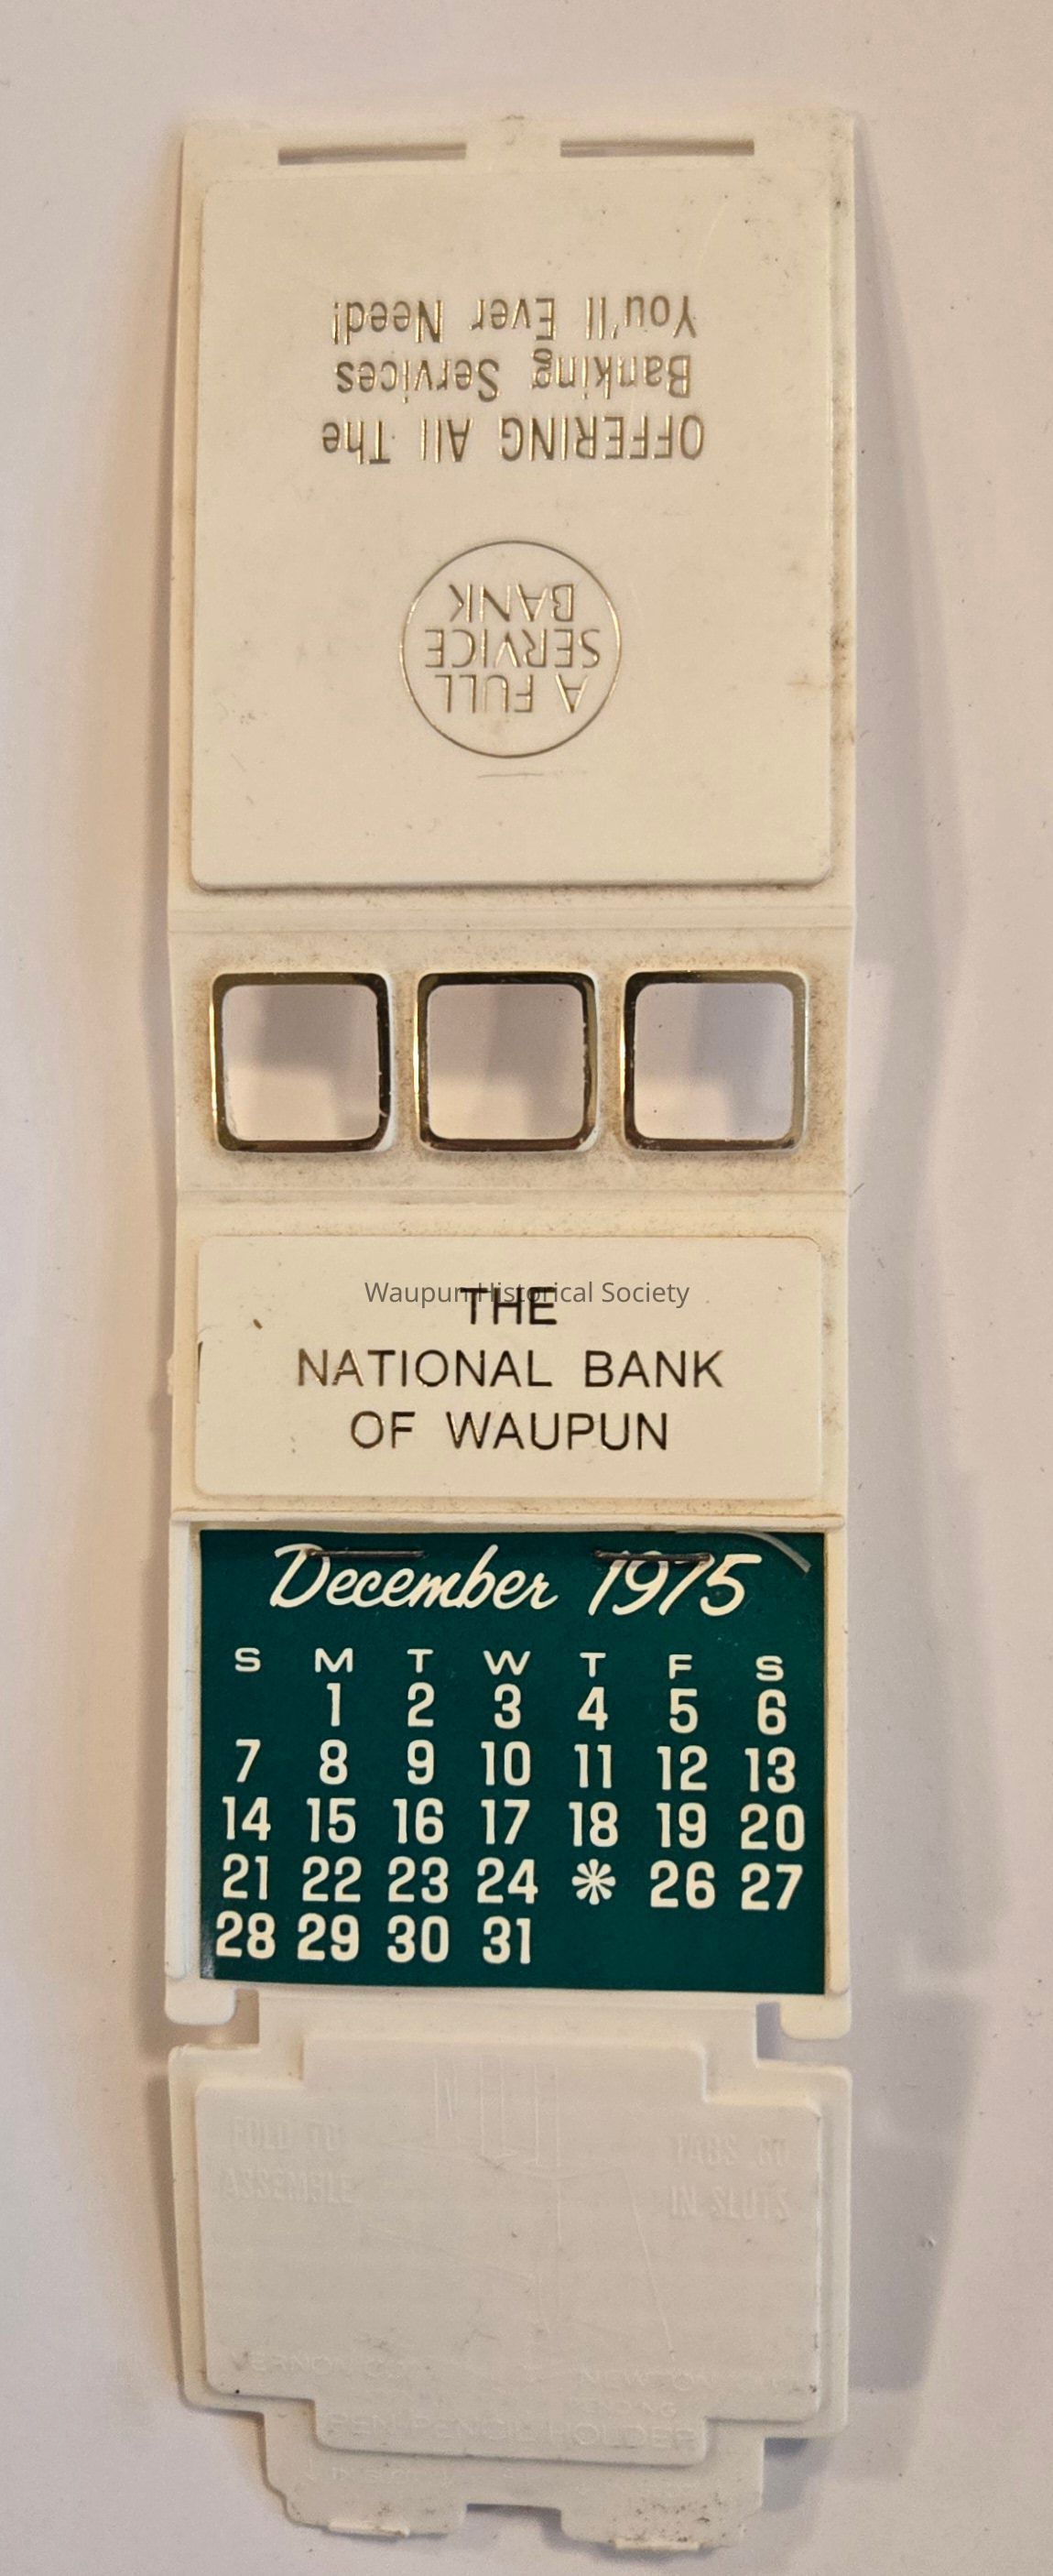 OFFERING All The
Banking Services
You'll Ever Need!
A FULL
SERVICE
BANK
Waupun Historical Society
THE
NATIONAL BANK
OF WAUPUN
December 1975
S M T W T F S
1 2 3 4 5 6
7 8 9 10 11 12 13
14 15 16 17 18 19 20
21 22 23 24 * 26 27
28 29 30 31
FOLD TO
ASSEMBLE
TABS GO
IN SLOTS
VERNON CO.
NEWTON
PEN PENCIL HOLDER